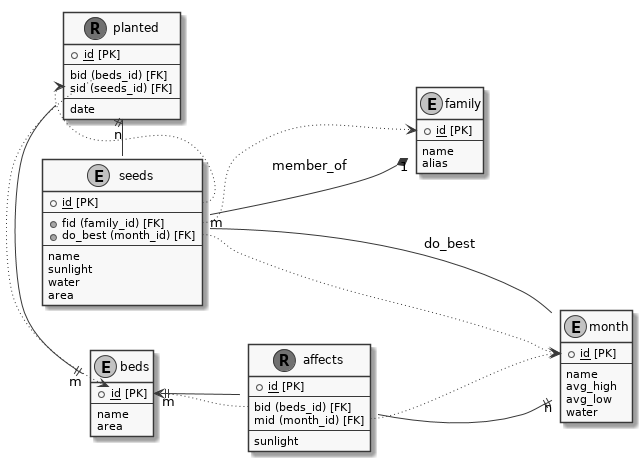 R planted
id [PK]
bid (beds_id) [FK]
sid (seeds_id) [FK]
date
n
E family
id [PK]
name
alias
E seeds
id [PK]
fid (family_id) [FK]
do_best (month_id) [FK]
name
sunlight
water
area
member_of
1
m
do_best
E month
id [PK]
name
avg_high
avg_low
water
n
E beds
id [PK]
name
area
m
m
R affects
id [PK]
bid (beds_id) [FK]
mid (month_id) [FK]
sunlight